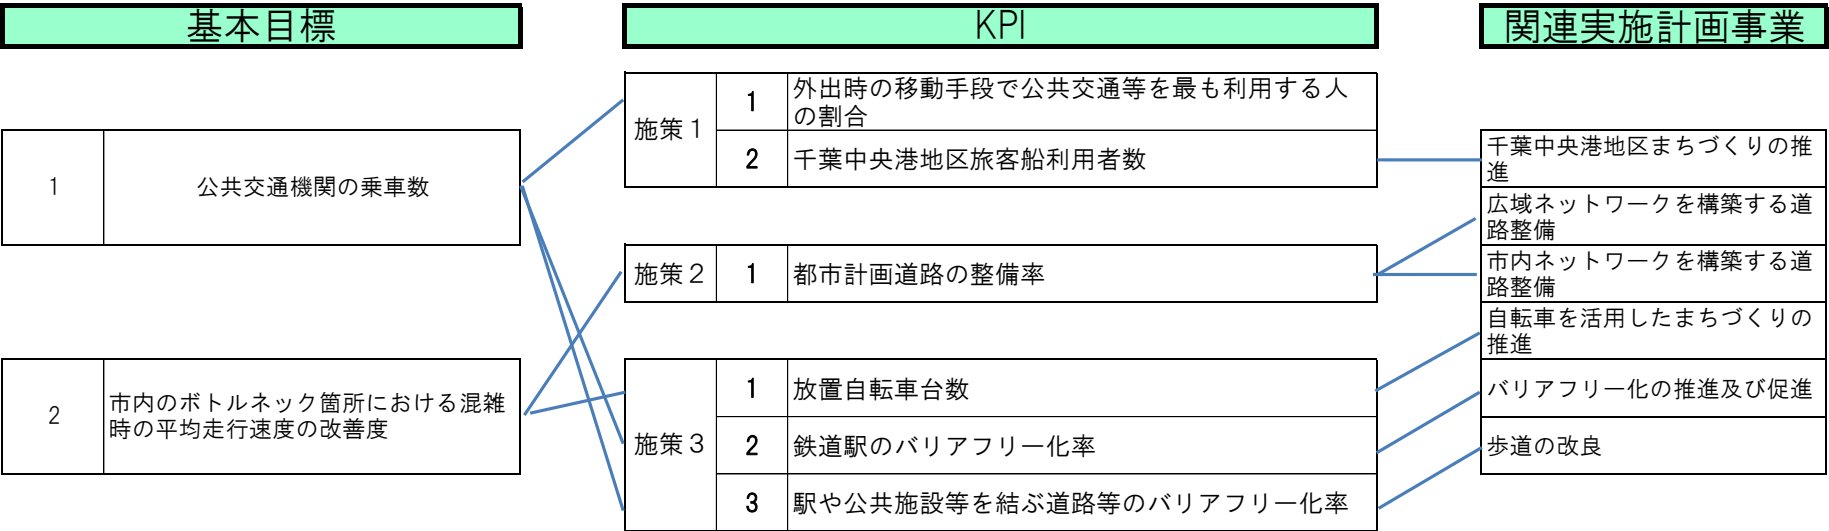 基本目標
KPI
関連実施計画事業
1
公共交通機関の乗車数
2
市内のボトルネック箇所における混雑
時の平均走行速度の改善度
施策１
1
外出時の移動手段で公共交通等を最も利用する人
の割合
2
千葉中央港地区旅客船利用者数
施策２
1
都市計画道路の整備率
施策３
1
放置自転車台数
2
鉄道駅のバリアフリー化率
3
駅や公共施設等を結ぶ道路等のバリアフリー化率
千葉中央港地区まちづくりの推
進
広域ネットワークを構築する道
路整備
市内ネットワークを構築する道
路整備
自転車を活用したまちづくりの
推進
バリアフリー化の推進及び促進
歩道の改良